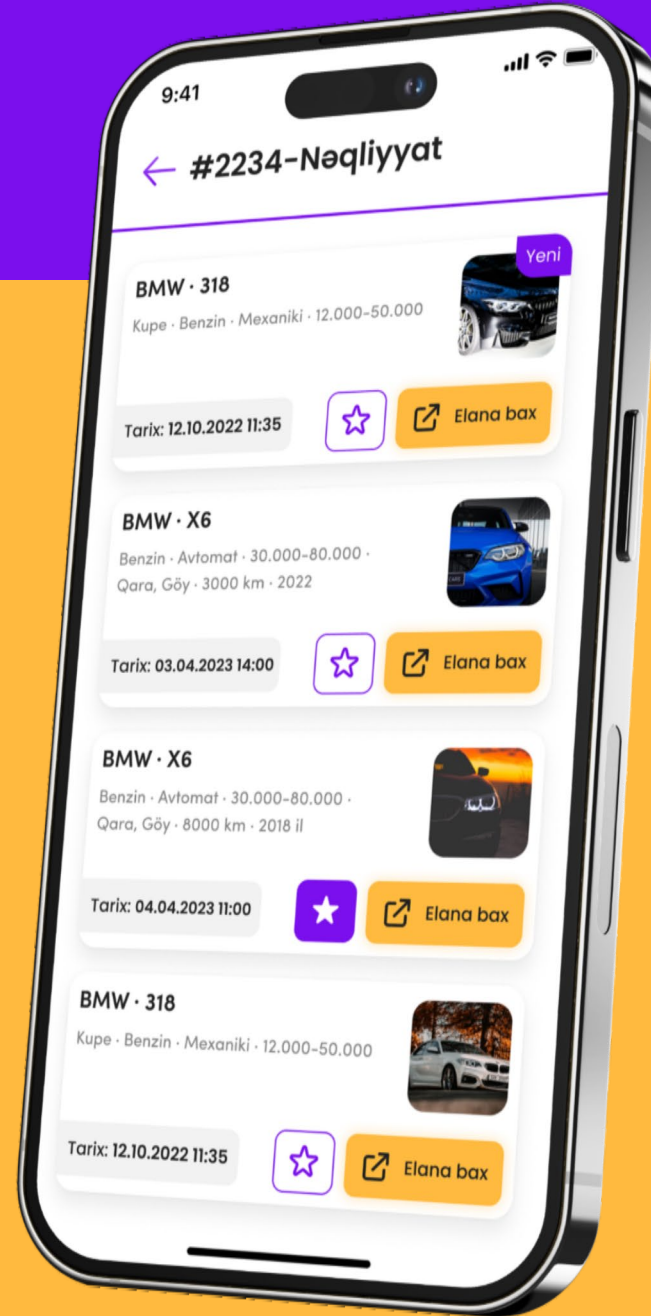 9:41
#2234-Nəqliyyat
Yeni
BMW · 318
Kupe · Benzin · Mexaniki · 12.000-50.000
Tarix: 12.10.2022 11:35
Elana bax
BMW · X6
Benzin · Avtomat · 30.000-80.000 ·
Qara, Göy · 3000 km · 2022
Tarix: 03.04.2023 14:00
Elana bax
BMW · X6
Benzin · Avtomat · 30.000-80.000 ·
Qara, Göy · 8000 km · 2018 il
Tarix: 04.04.2023 11:00
Elana bax
BMW · 318
Kupe · Benzin · Mexaniki · 12.000-50.000
Tarix: 12.10.2022 11:35
Elana bax